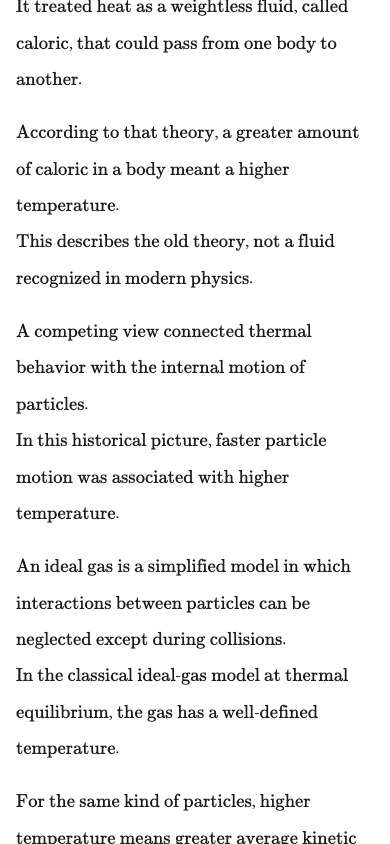 It treated heat as a weightless fluid, called
caloric, that could pass from one body to
another.
According to that theory, a greater amount
of caloric in a body meant a higher
temperature.
This describes the old theory, not a fluid
recognized in modern physics.
A competing view connected thermal
behavior with the internal motion of
particles.
In this historical picture, faster particle
motion was associated with higher
temperature.
An ideal gas is a simplified model in which
interactions between particles can be
neglected except during collisions.
In the classical ideal-gas model at thermal
equilibrium, the gas has a well-defined
temperature.
For the same kind of particles, higher
temperature means greater average kinetic